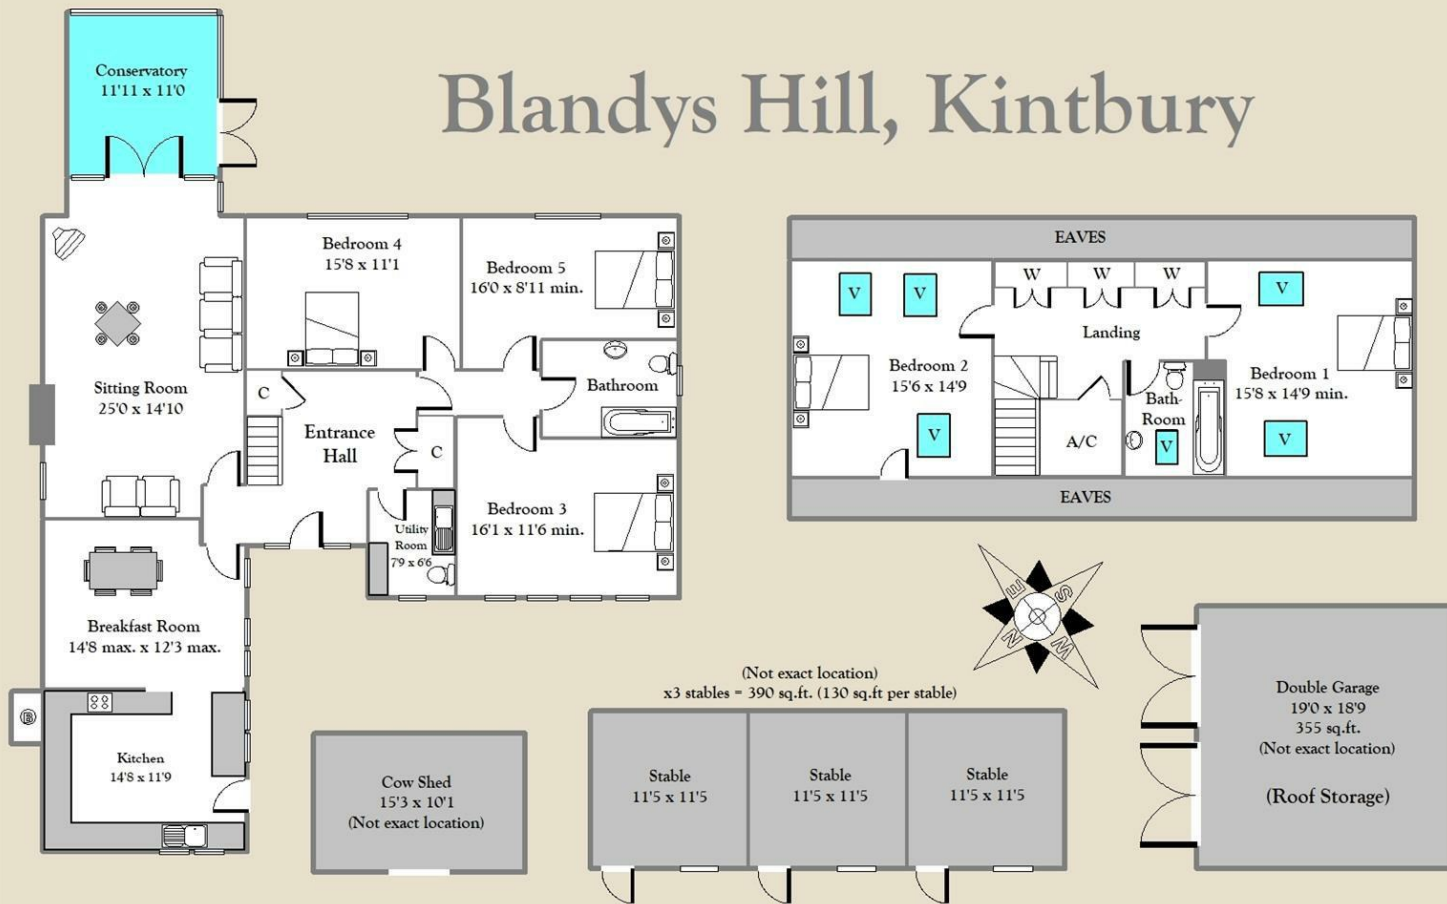 Blandys Hill, Kintbury
Conservatory
11'11 x 11'0
Sitting Room
25'0 x 14'10
Bedroom 4
15'8 x 11'1
Bedroom 5
16'0 x 8'11 min.
Bathroom
C
Entrance
Hall
C
Bedroom 3
16'1 x 11'6 min.
Utility
Room
7'9 x 6'6
Breakfast Room
14'8 max. x 12'3 max.
B
Kitchen
14'8 x 11'9
EAVES
V
V
W
W
W
V
Landing
Bedroom 2
15'6 x 14'9
Bedroom 1
15'8 x 14'9 min.
Bath-
Room
A/C
V
V
V
EAVES
E
S
N
W
(Not exact location)
x3 stables = 390 sq.ft. (130 sq.ft per stable)
Stable
11'5 x 11'5
Stable
11'5 x 11'5
Stable
11'5 x 11'5
Cow Shed
15'3 x 10'1
(Not exact location)
Double Garage
19'0 x 18'9
355 sq.ft.
(Not exact location)
(Roof Storage)